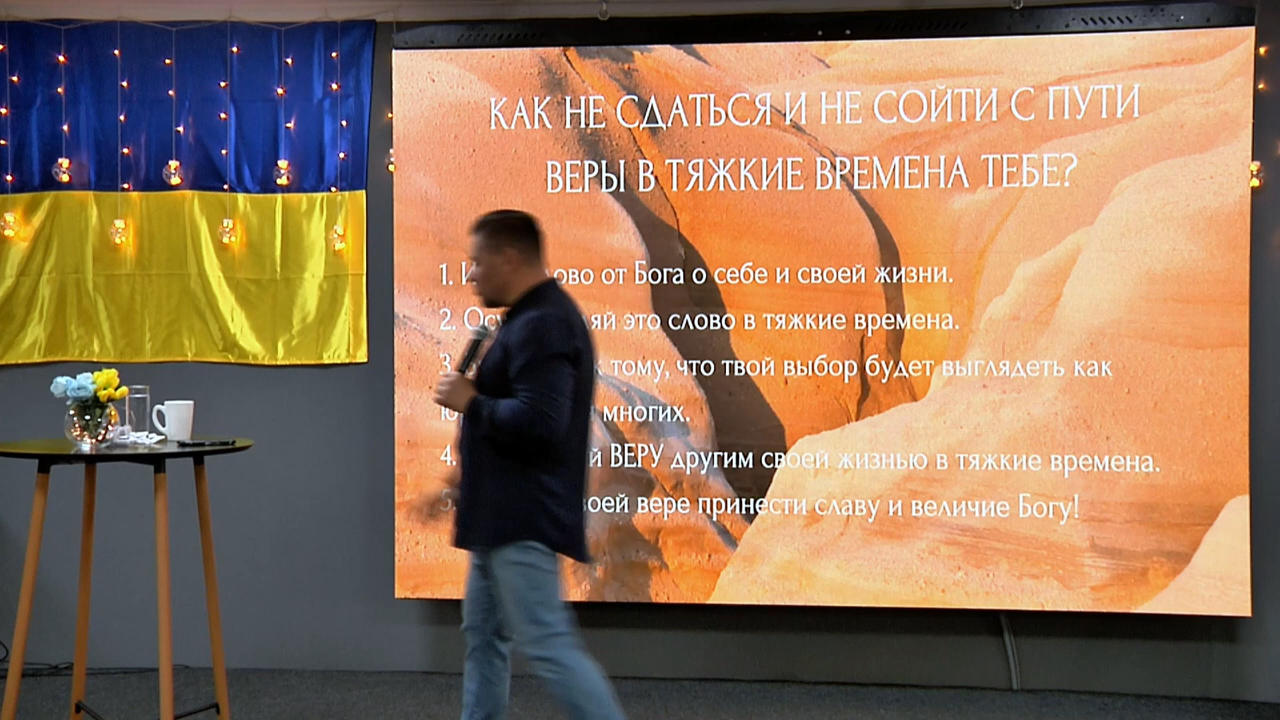 КАК НЕ СДАТЬСЯ И НЕ СОЙТИ С ПУТИ
ВЕРЫ В ТЯЖКИЕ ВРЕМЕНА ТЕБЕ?
1. от Бога о себе и своей жизни.
2. это слово в тяжкие времена.
3. к тому, что твой выбор будет выглядеть как
многих.
4. ВЕРУ другим своей жизнью в тяжкие времена.
5. своей вере принести славу и величие Богу!